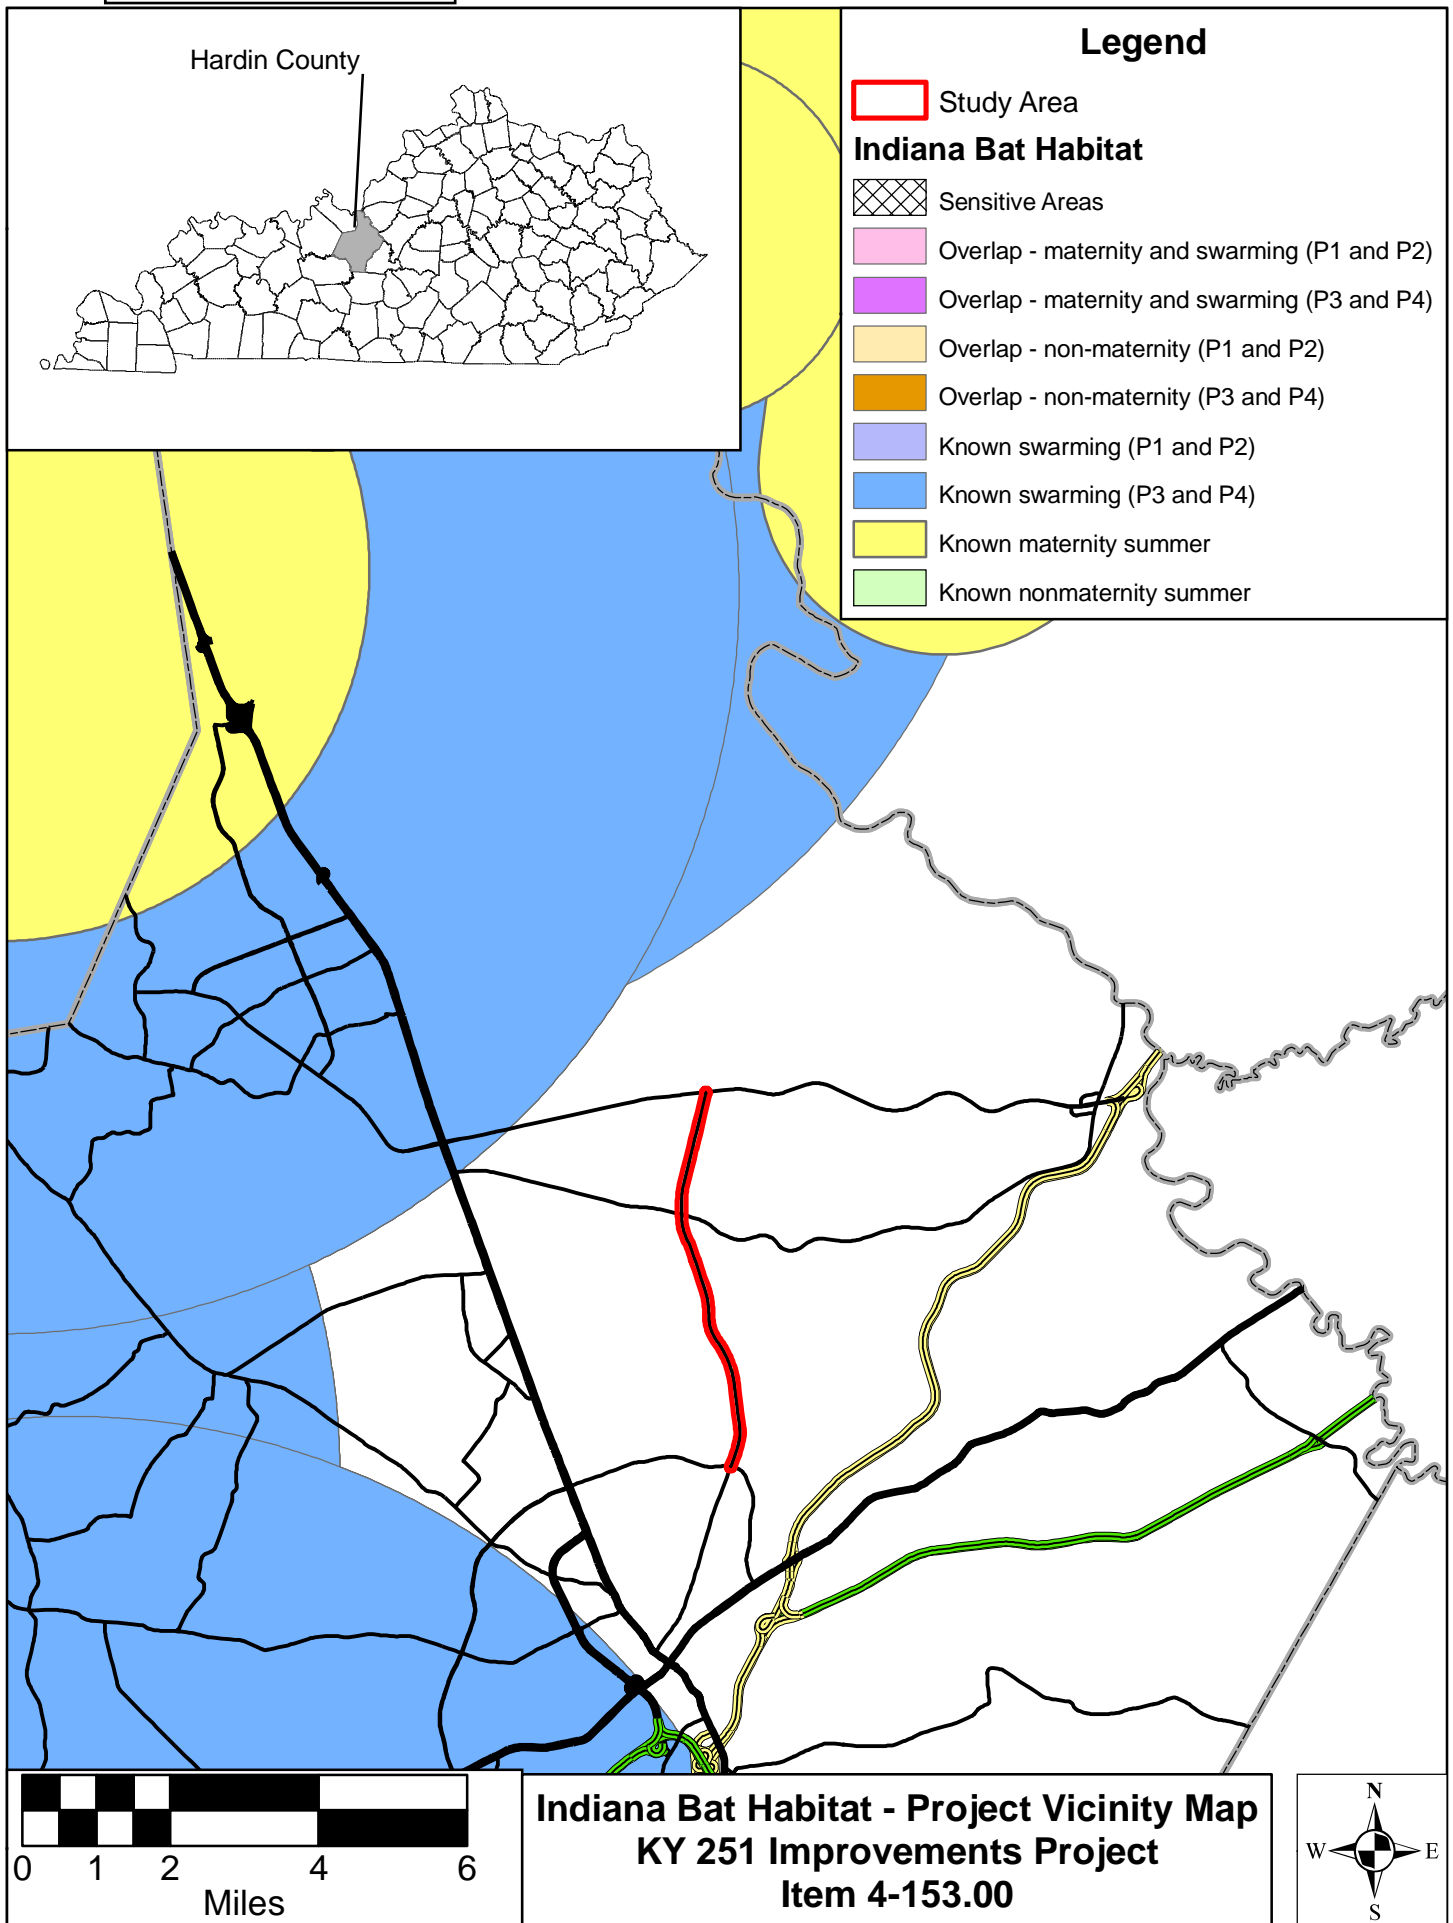 Hardin County
Legend
Study Area
Indiana Bat Habitat
Sensitive Areas
Overlap - maternity and swarming (P1 and P2)
Overlap - maternity and swarming (P3 and P4)
Overlap - non-maternity (P1 and P2)
Overlap - non-maternity (P3 and P4)
Known swarming (P1 and P2)
Known swarming (P3 and P4)
Known maternity summer
Known nonmaternity summer
0 1 2 4 6
Miles
Indiana Bat Habitat - Project Vicinity Map
KY 251 Improvements Project
Item 4-153.00
N
W E
S